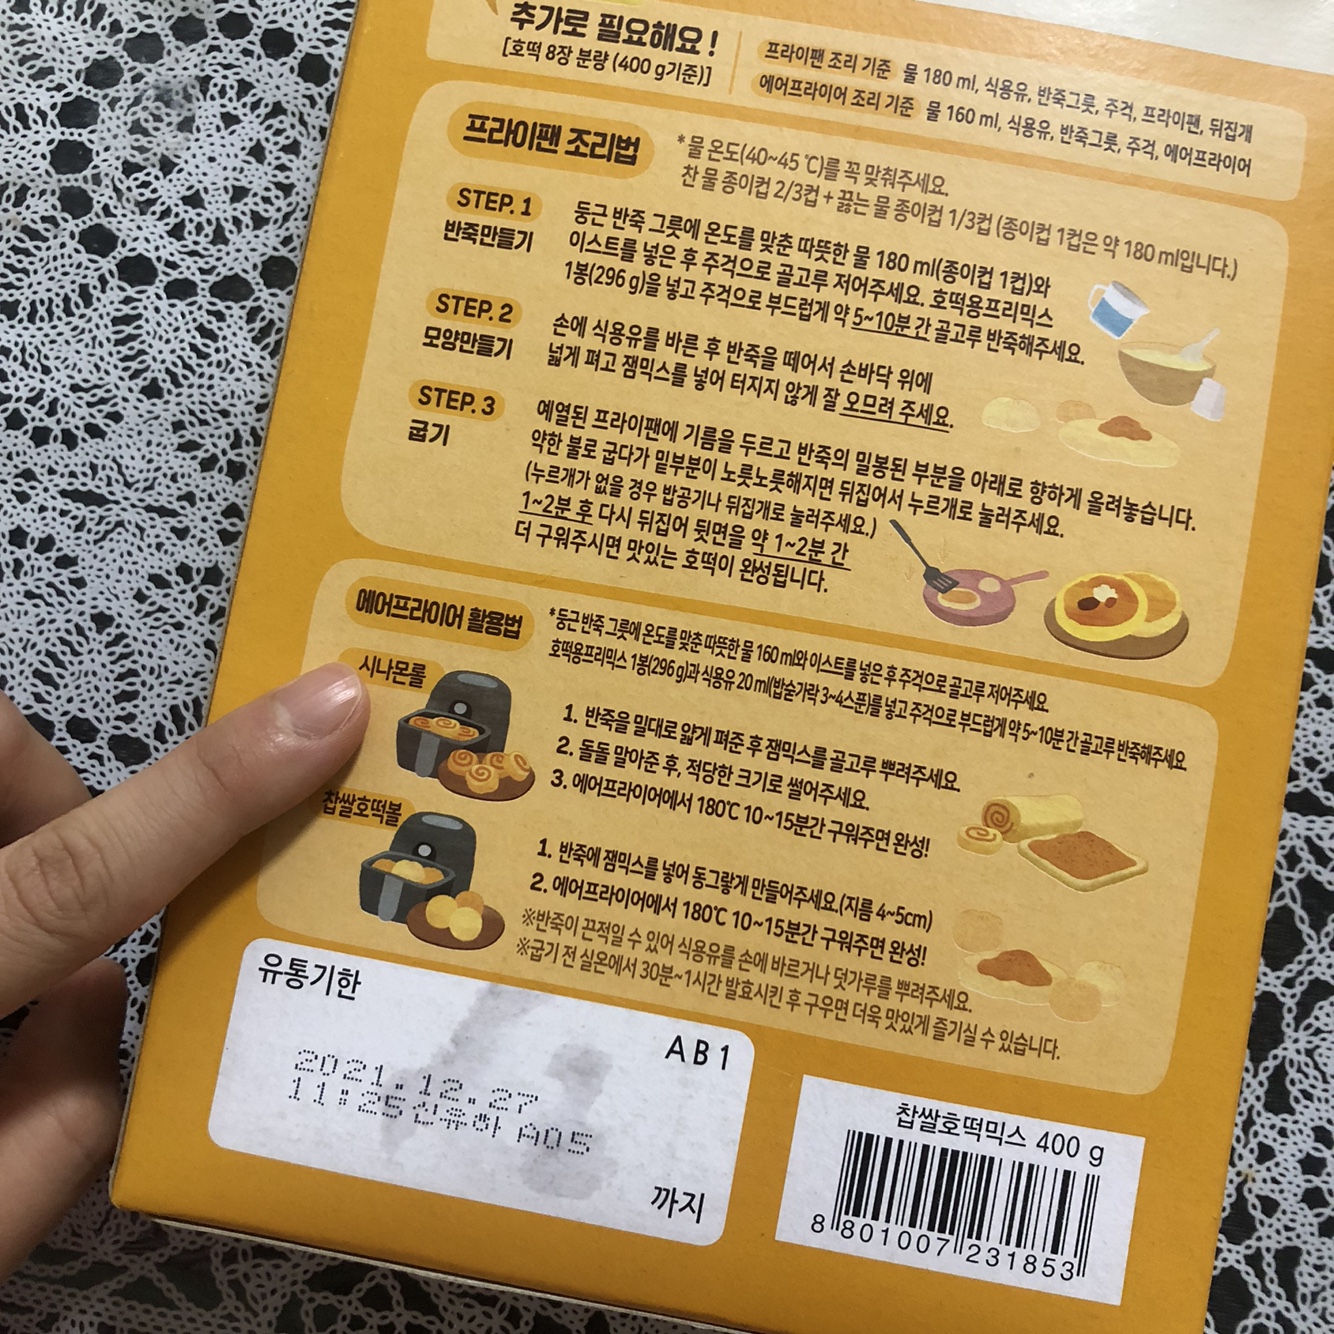 추가로 필요해요 !
[호떡 8장 분량 (400 g기준)]
프라이팬 조리 기준 물 180 ml, 식용유, 반죽그릇, 주걱, 프라이팬, 뒤집개
에어프라이어 조리 기준 물 160 ml, 식용유, 반죽그릇, 주걱, 에어프라이어
프라이팬 조리법
*물 온도(40~45 ℃)를 꼭 맞춰주세요.
찬 물 종이컵 2/3컵 + 끓는 물 종이컵 1/3컵 (종이컵 1컵은 약 180 ml입니다.)
STEP. 1
반죽만들기
둥근 반죽 그릇에 온도를 맞춘 따뜻한 물 180 ml(종이컵 1컵)와
이스트를 넣은 후 주걱으로 골고루 저어주세요. 호떡용프리믹스
1봉(296 g)을 넣고 주걱으로 부드럽게 약 5~10분 간 골고루 반죽해주세요.
STEP. 2
모양만들기
손에 식용유를 바른 후 반죽을 떼어서 손바닥 위에
넓게 펴고 잼믹스를 넣어 터지지 않게 잘 오므려 주세요.
STEP. 3
굽기
예열된 프라이팬에 기름을 두르고 반죽의 밀봉된 부분을 아래로 향하게 올려놓습니다.
약한 불로 굽다가 밑부분이 노릇노릇해지면 뒤집어서 누르개로 눌러주세요.
(누르개가 없을 경우 밥공기나 뒤집개로 눌러주세요.)
1~2분 후 다시 뒤집어 뒷면을 약 1~2분 간
더 구워주시면 맛있는 호떡이 완성됩니다.
에어프라이어 활용법
*둥근 반죽 그릇에 온도를 맞춘 따뜻한 물 160 ml와 이스트를 넣은 후 주걱으로 골고루 저어주세요.
호떡용프리믹스 1봉(296 g)과 식용유 20 ml(밥숟가락 3~4스푼)를 넣고 주걱으로 부드럽게 약 5~10분 간 골고루 반죽해주세요
시나몬롤
1. 반죽을 밀대로 얇게 펴준 후 잼믹스를 골고루 뿌려주세요.
2. 돌돌 말아준 후, 적당한 크기로 썰어주세요.
3. 에어프라이어에서 180℃ 10~15분간 구워주면 완성!
찹쌀호떡볼
1. 반죽에 잼믹스를 넣어 동그랗게 만들어주세요.(지름 4~5cm)
2. 에어프라이어에서 180℃ 10~15분간 구워주면 완성!
※반죽이 끈적일 수 있어 식용유를 손에 바르거나 덧가루를 뿌려주세요.
※굽기 전 실온에서 30분~1시간 발효시킨 후 구우면 더욱 맛있게 즐기실 수 있습니다.
유통기한
AB1
2021.12.27
11:25신유하 A05
까지
찹쌀호떡믹스 400 g
8 801007 231853